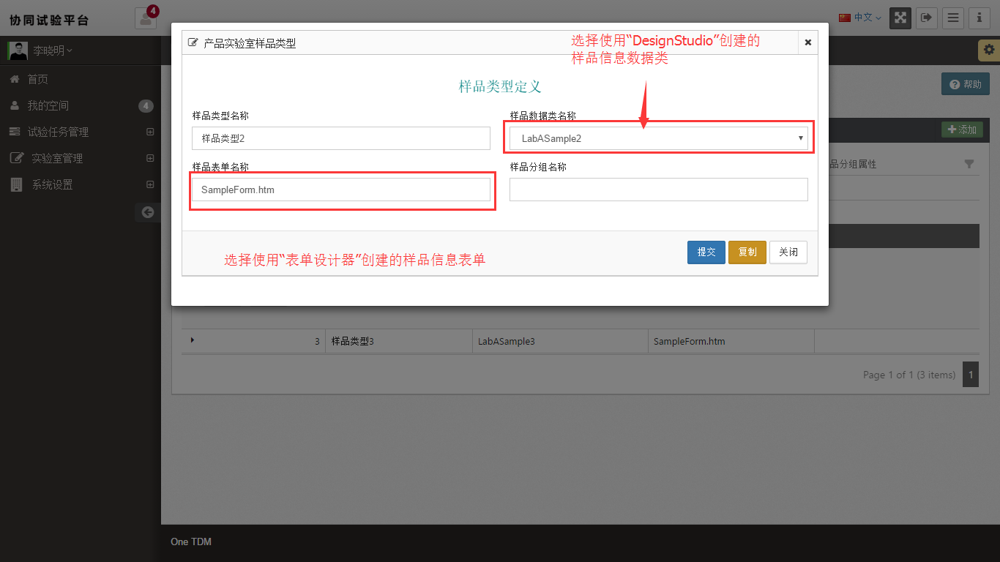 协同试验平台
4
中文
李晓明
首页
我的空间
4
试验任务管理
实验室管理
系统设置
帮助
添加
品分组属性
产品实验室样品类型
选择使用“DesignStudio”创建的
样品信息数据类
样品类型定义
样品类型名称
样品数据类名称
样品类型2
LabASample2
样品表单名称
样品分组名称
SampleForm.htm
选择使用“表单设计器”创建的样品信息表单
提交
复制
关闭
3 样品类型3 LabASample3 SampleForm.htm
Page 1 of 1 (3 items) 1
One TDM